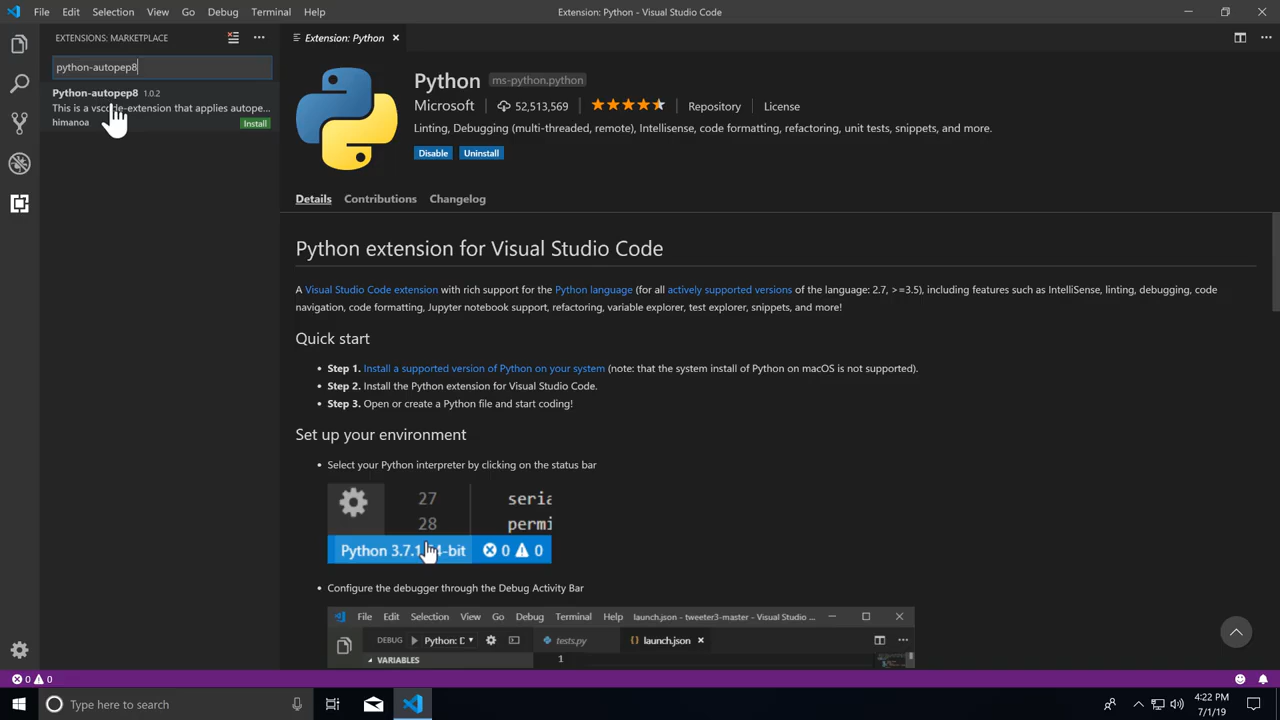 File Edit Selection View Go Debug Terminal Help
Extension: Python - Visual Studio Code
EXTENSIONS: MARKETPLACE
python-autopep8
Python-autopep8 1.0.2
This is a vscode-extension that applies autope...
himanoa
Install
Extension: Python
Python ms-python.python
Microsoft 52,513,569 Repository License
Linting, Debugging (multi-threaded, remote), Intellisense, code formatting, refactoring, unit tests, snippets, and more.
Disable Uninstall
Details Contributions Changelog
Python extension for Visual Studio Code
A Visual Studio Code extension with rich support for the Python language (for all actively supported versions of the language: 2.7, >=3.5), including features such as IntelliSense, linting, debugging, code
navigation, code formatting, Jupyter notebook support, refactoring, variable explorer, test explorer, snippets, and more!
Quick start
• Step 1. Install a supported version of Python on your system (note: that the system install of Python on macOS is not supported).
• Step 2. Install the Python extension for Visual Studio Code.
• Step 3. Open or create a Python file and start coding!
Set up your environment
• Select your Python interpreter by clicking on the status bar
27 seria
28 permi
Python 3.7.1 -bit 0 0
• Configure the debugger through the Debug Activity Bar
File Edit Selection View Go Debug Terminal Help launch.json - tweeter3-master - Visual Studio ...
DEBUG Python: D tests.py launch.json
VARIABLES 1
0 0
Type here to search
4:22 PM
7/1/19